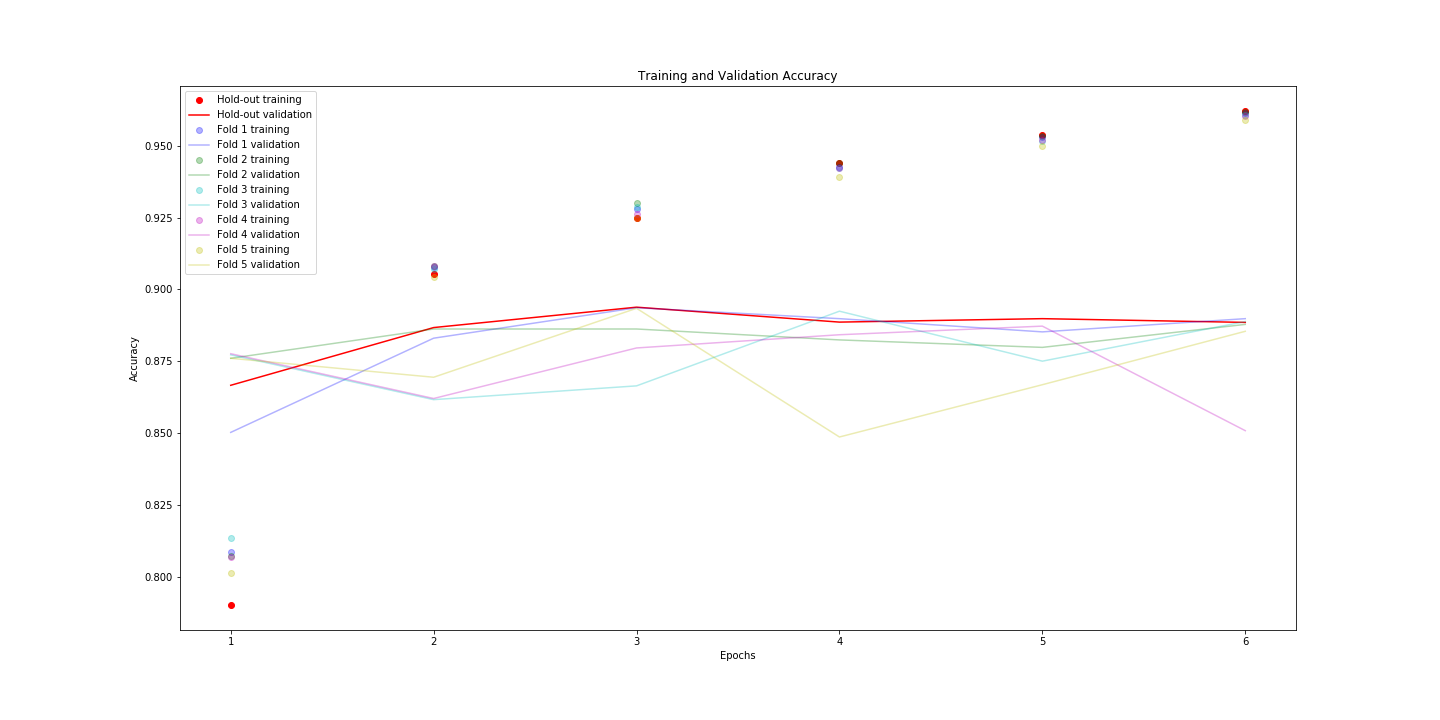 Training and Validation Accuracy
Hold-out training
Hold-out validation
Fold 1 training
Fold 1 validation
Fold 2 training
Fold 2 validation
Fold 3 training
Fold 3 validation
Fold 4 training
Fold 4 validation
Fold 5 training
Fold 5 validation
Accuracy
0.950
0.925
0.900
0.875
0.850
0.825
0.800
1 2 3 4 5 6
Epochs